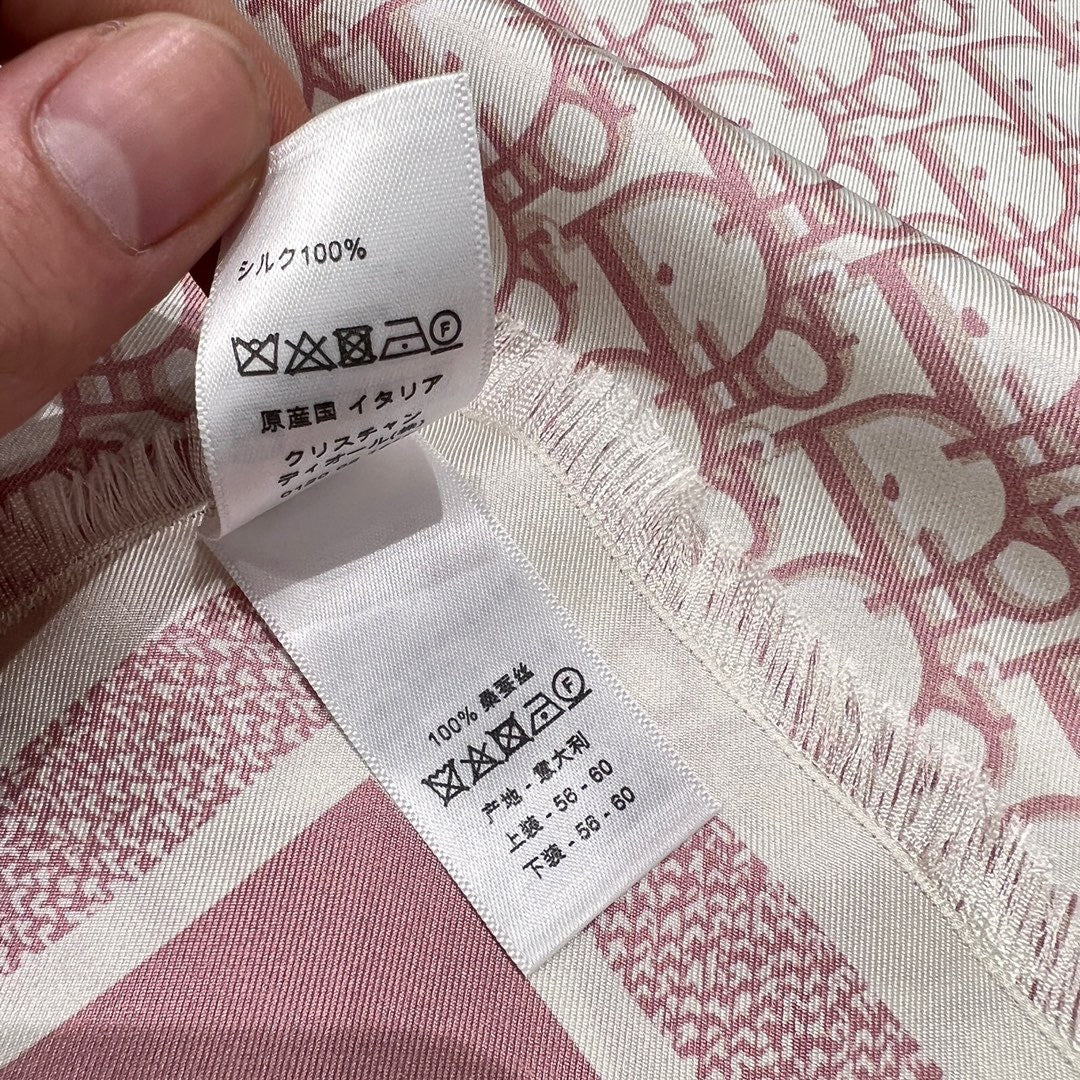 シルク100%
F
原産国 イタリア
クリスチャン
ディオール(株)
100% 桑蚕丝
F
产地 - 意大利
上装 - 56 - 60
下装 - 56 - 60